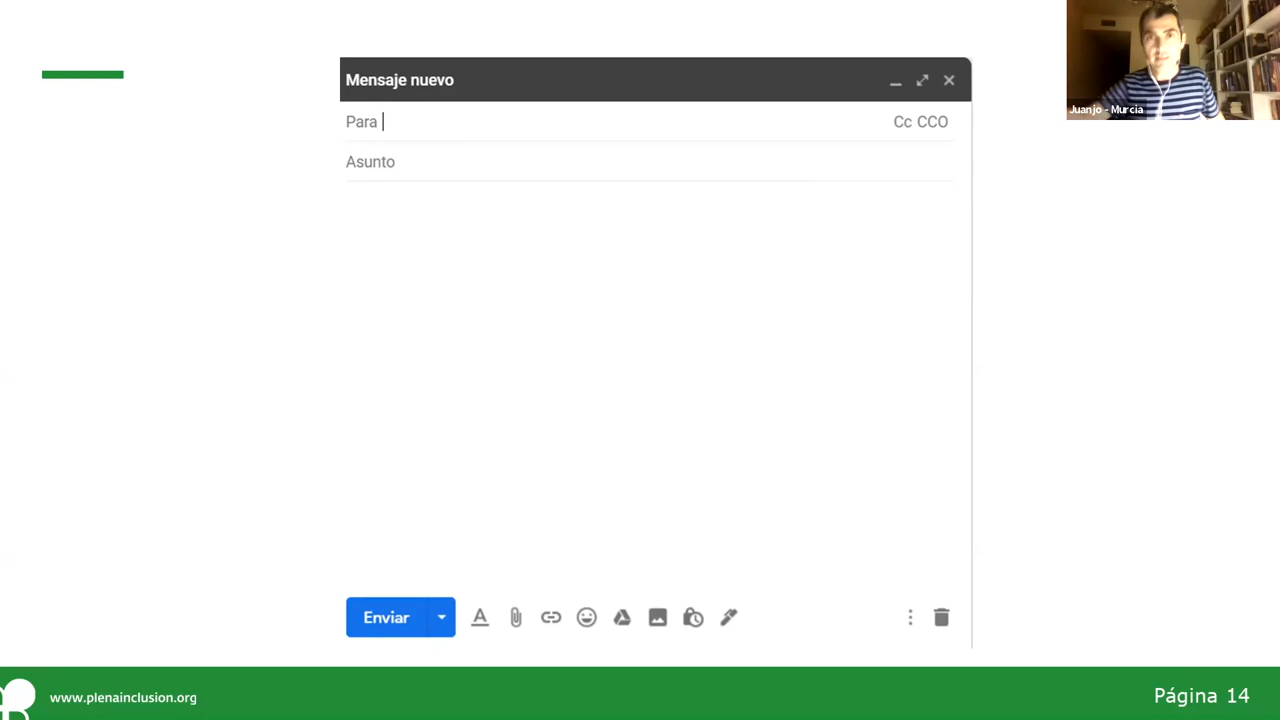 Mensaje nuevo
Para
Cc CCO
Asunto
Juanjo - Murcia
Enviar
www.plenainclusion.org
Página 14